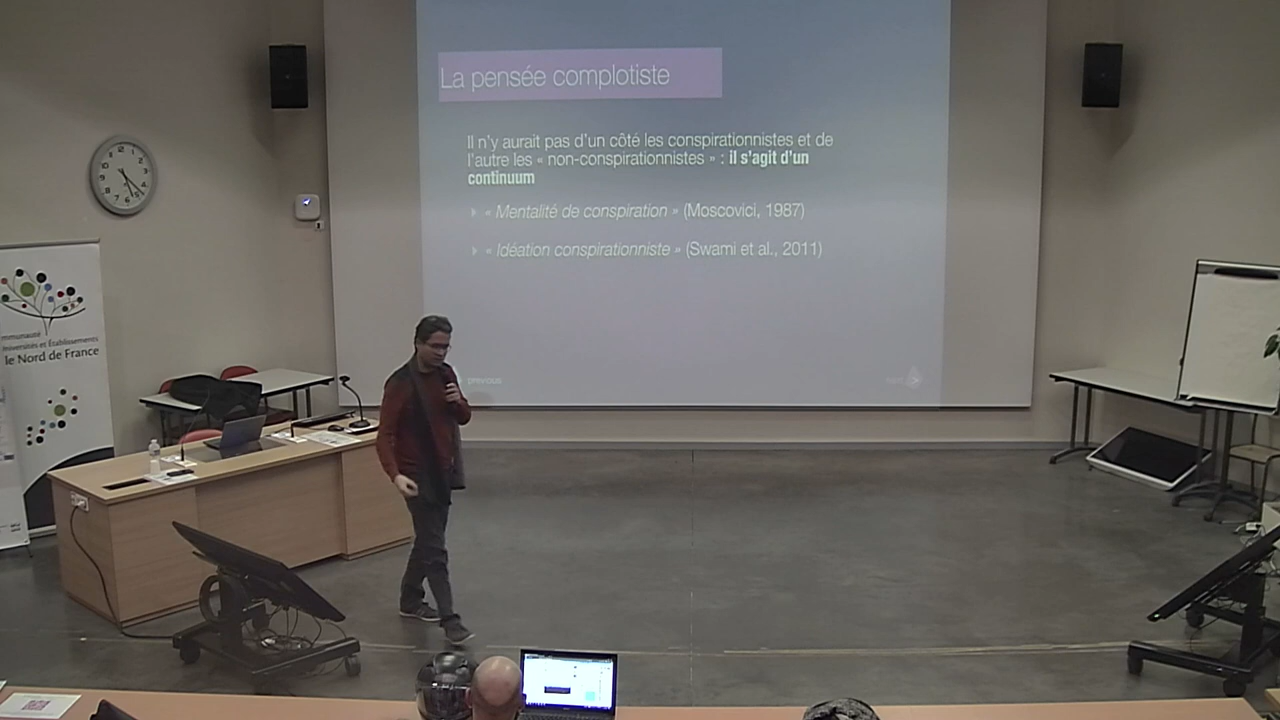 La pensée complotiste
Il n'y aurait pas d'un côté les conspirationnistes et de
l'autre les « non-conspirationnistes » : il s'agit d'un
continuum
« Mentalité de conspiration » (Moscovici, 1987)
« Idéation conspirationniste » (Swami et al., 2011)
previous
next
mmunauté
niversités et Établissements
le Nord de France